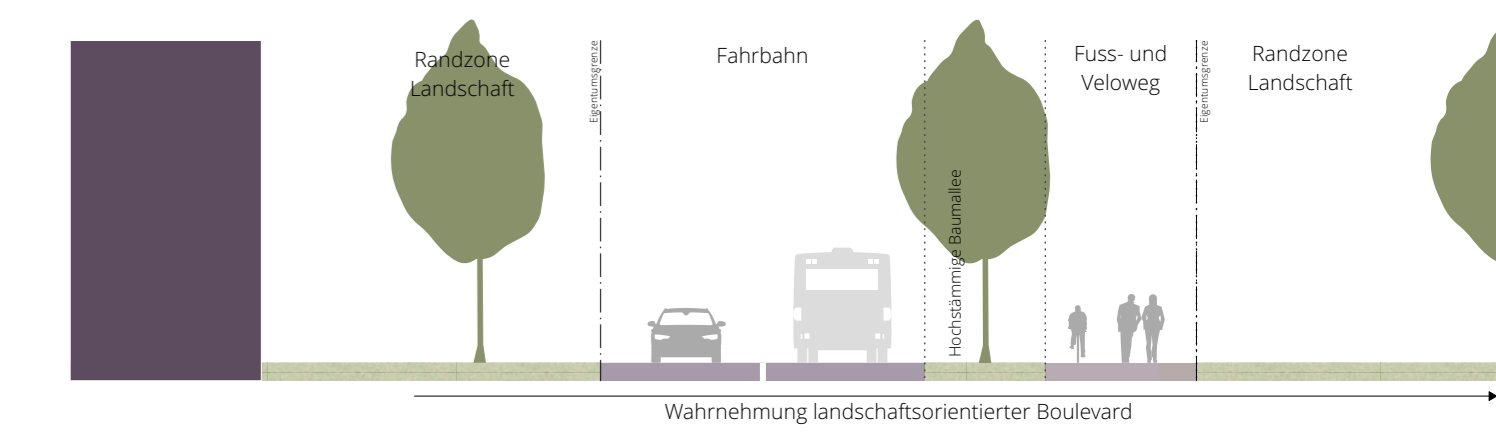 Randzone
Landschaft
Eigentumsgrenze
Fahrbahn
Hochstämmige Baumallee
Fuss- und
Veloweg
Eigentumsgrenze
Randzone
Landschaft
Wahrnehmung landschaftsorientierter Boulevard